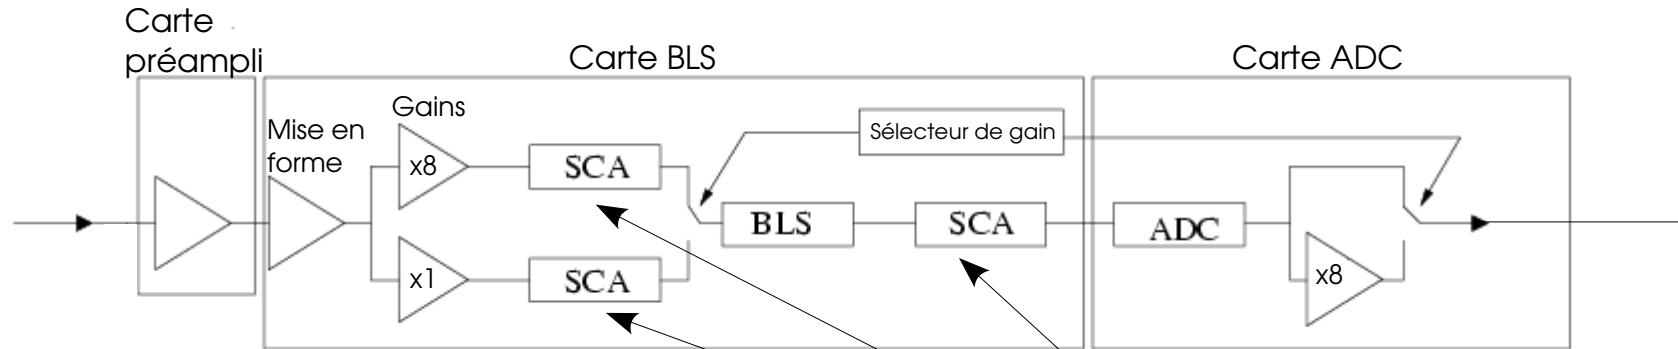 Carte
préampli
Carte BLS
Carte ADC
Gains
Mise en
forme
x8
SCA
Sélecteur de gain
BLS
SCA
ADC
x1
SCA
x8